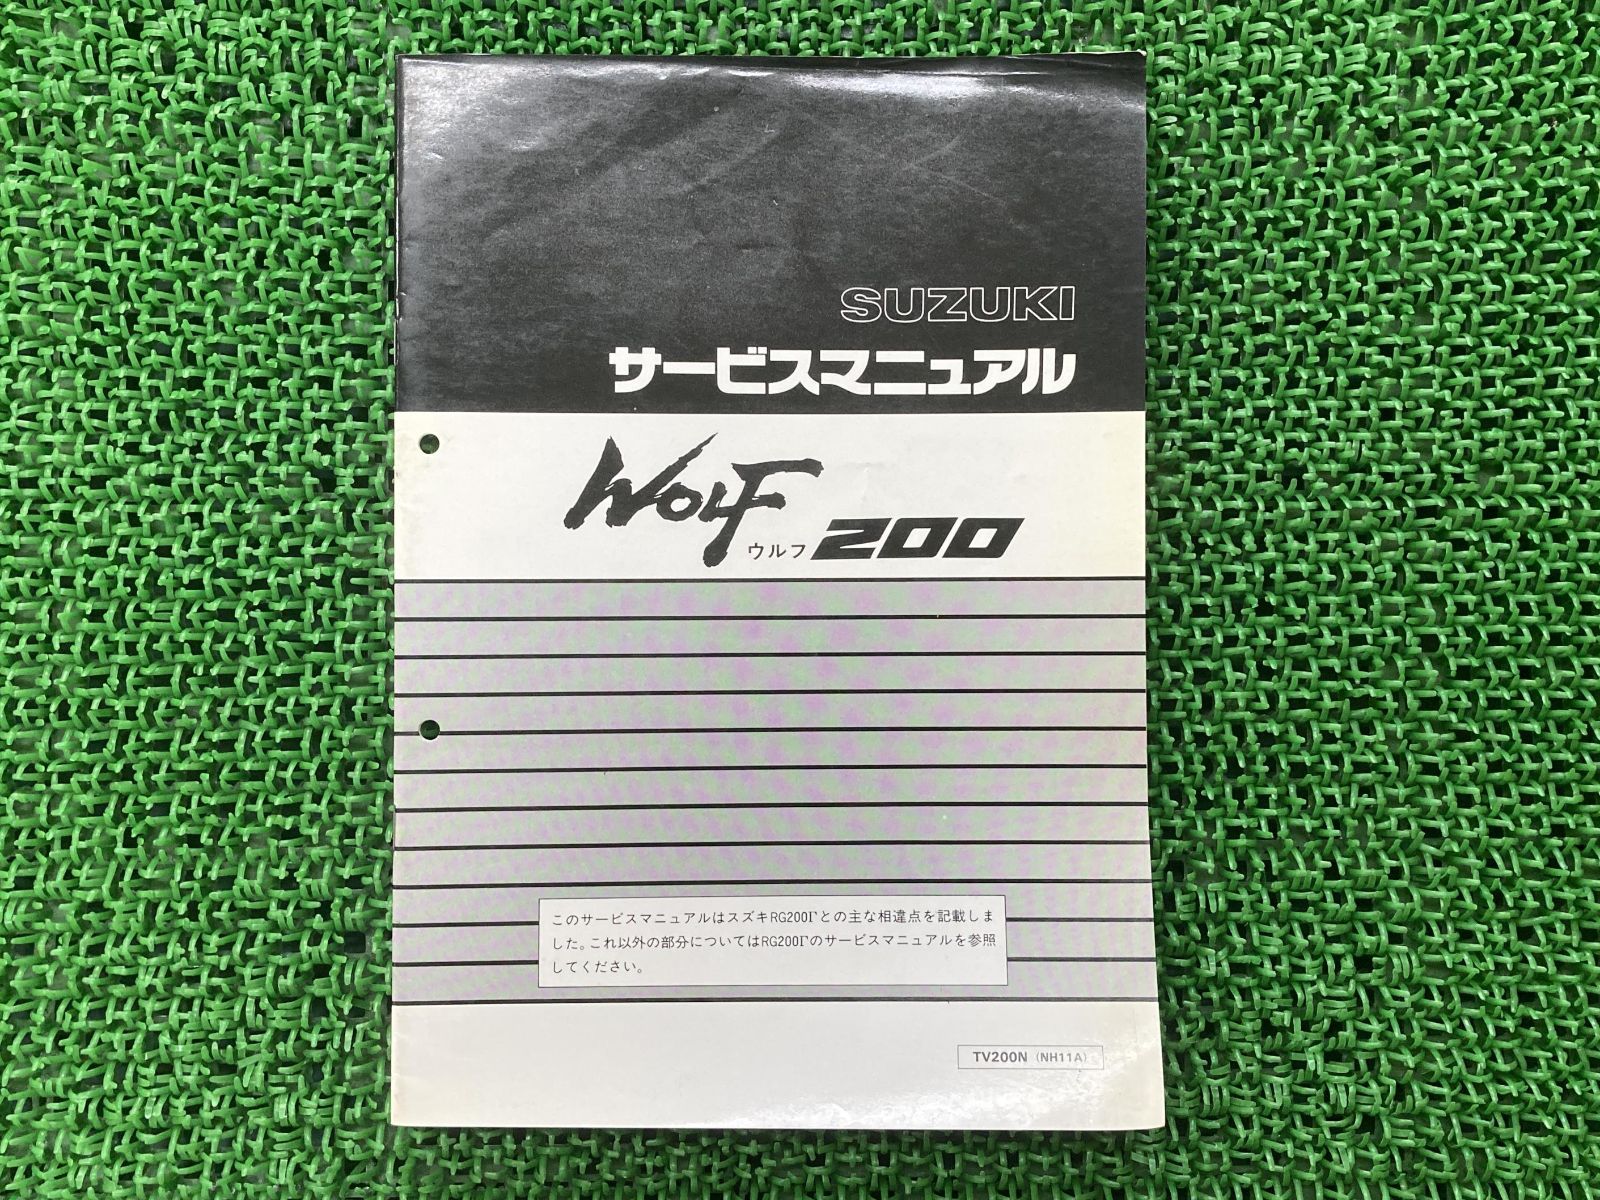 SUZUKI
サービスマニュアル
WOLF
ウルフ 200
このサービスマニュアルはスズキRG200Γとの主な相違点を記載しま
した。これ以外の部分についてはRG200Γのサービスマニュアルを参照
してください。
TV200N (NH11A)